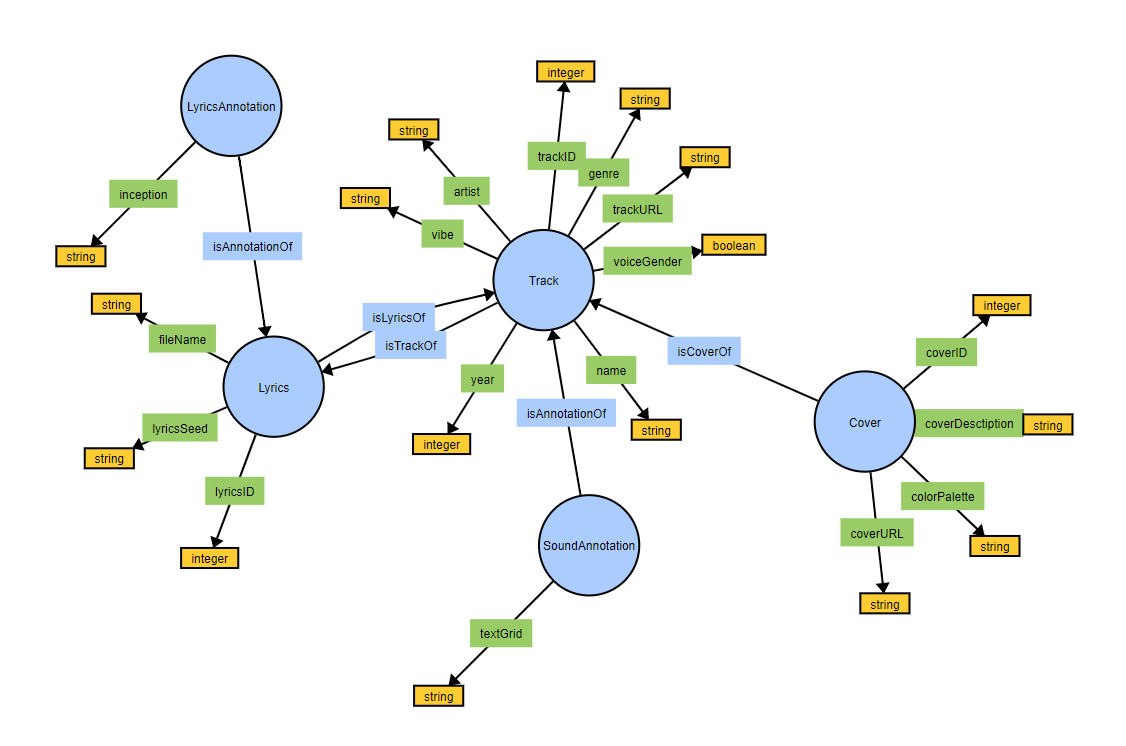 integer
string
LyricsAnnotation
string
trackID
string
genre
artist
inception
string
trackURL
vibe
isAnnotationOf
boolean
string
voiceGender
Track
string
integer
isLyricsOf
fileName
isTrackOf
isCoverOf
coverID
name
year
Lyrics
isAnnotationOf
Cover
coverDesctiption
string
lyricsSeed
string
integer
string
lyricsID
colorPalette
coverURL
SoundAnnotation
string
integer
string
textGrid
string